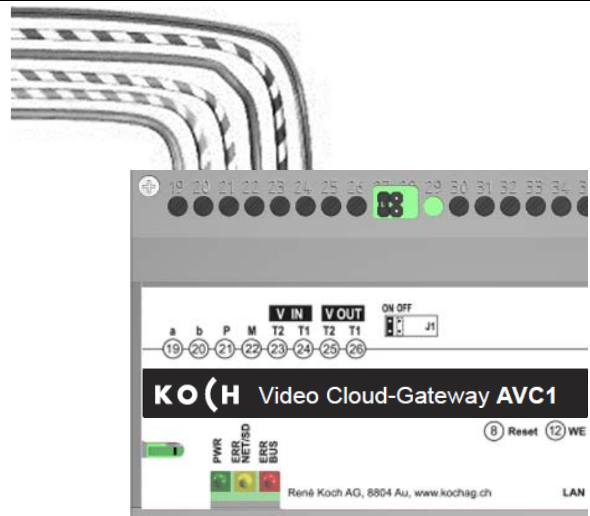 19 20 21 22 23 24 25 26 29 30 31 32 33 34
V IN V OUT ON OFF
a b P M T2 T1 T2 T1 J1
19 20 21 22 23 24 25 26
KOCH Video Cloud-Gateway AVC1
8 Reset 12 WE
PWR
ERR
NET/SD
ERR
BUS
René Koch AG, 8804 Au, www.kochag.ch LAN